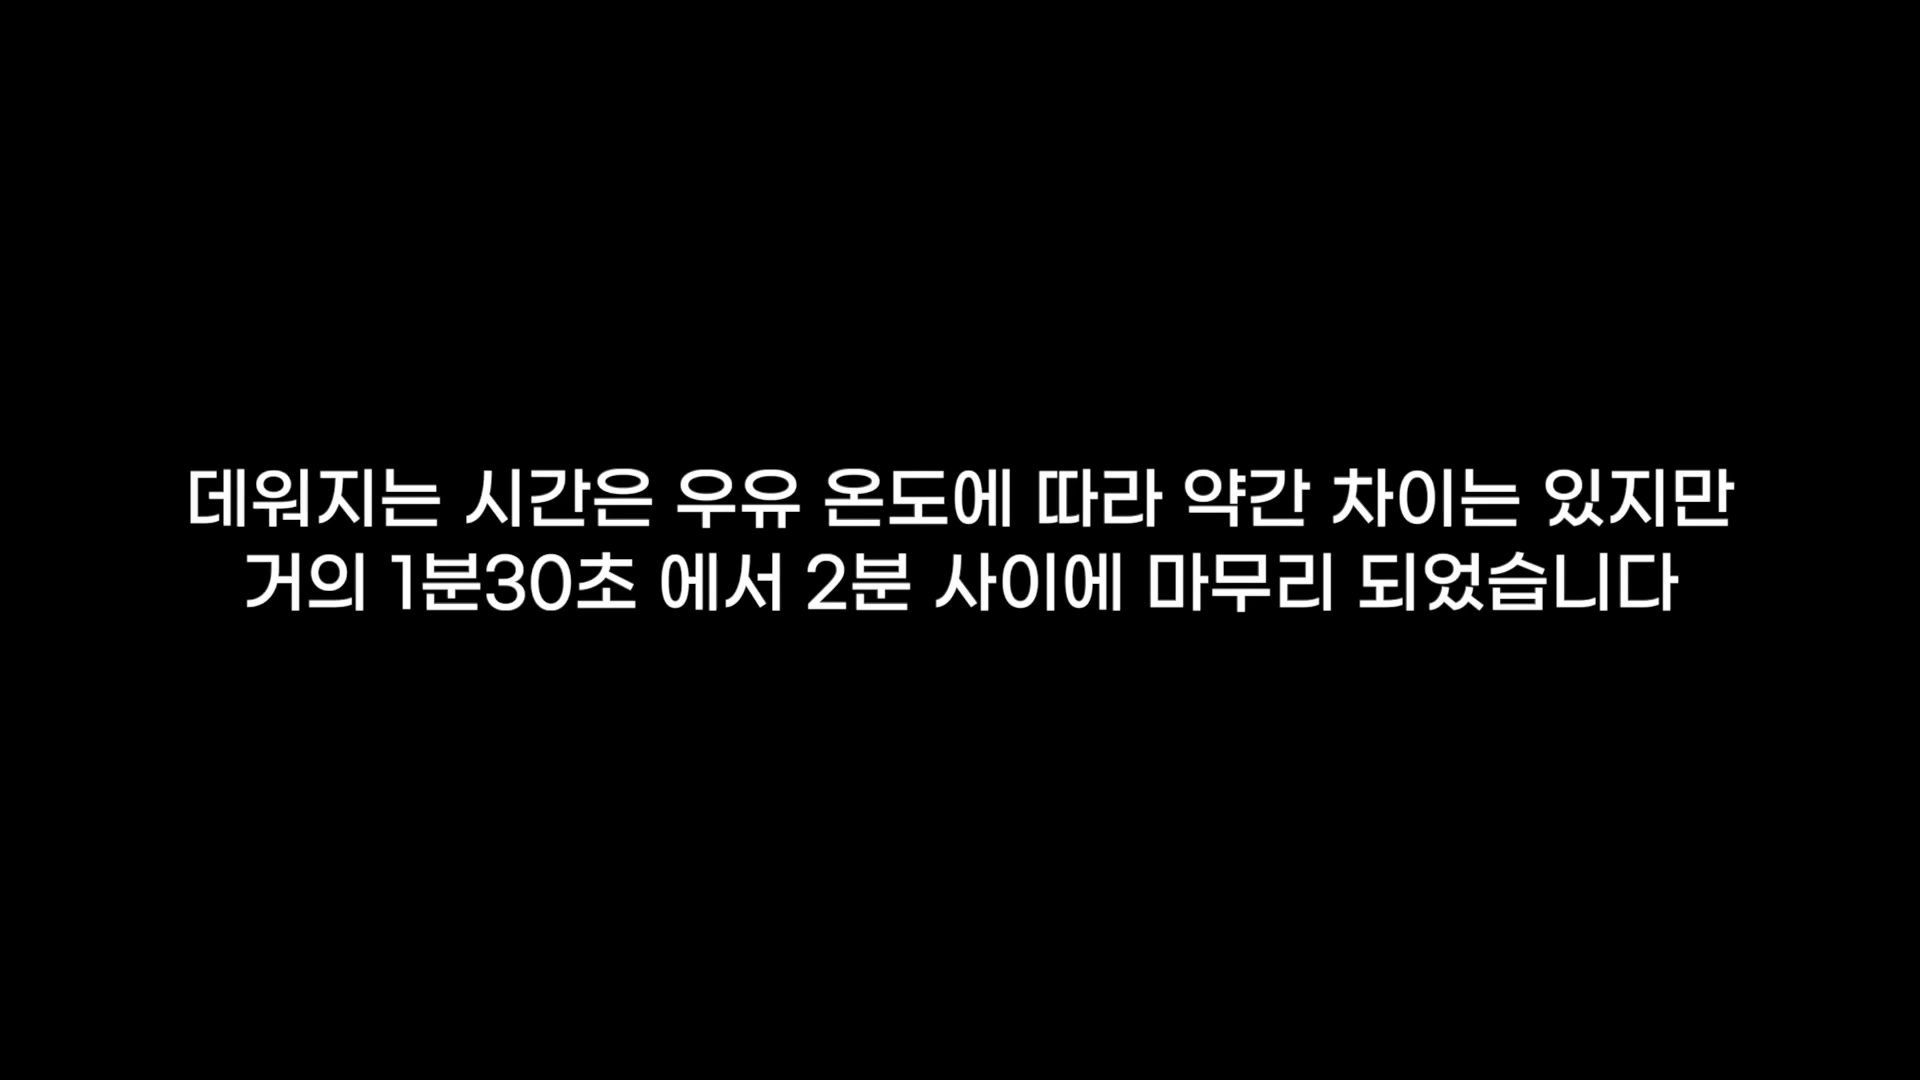 데워지는 시간은 우유 온도에 따라 약간 차이는 있지만
거의 1분30초 에서 2분 사이에 마무리 되었습니다